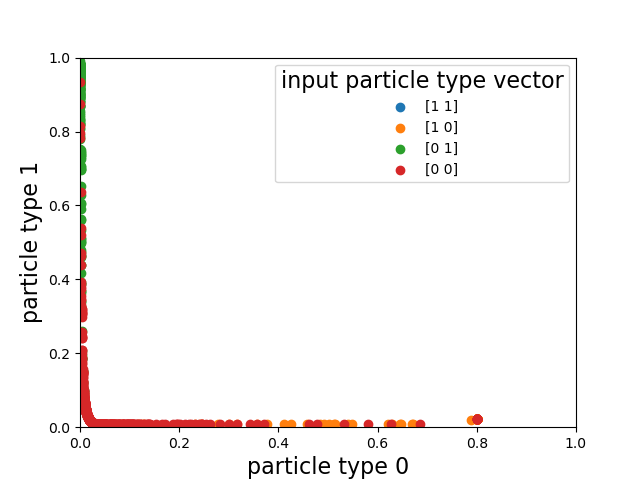 input particle type vector
[1 1]
[1 0]
[0 1]
[0 0]
particle type 1
1.0
0.8
0.6
0.4
0.2
0.0
0.0 0.2 0.4 0.6 0.8 1.0
particle type 0